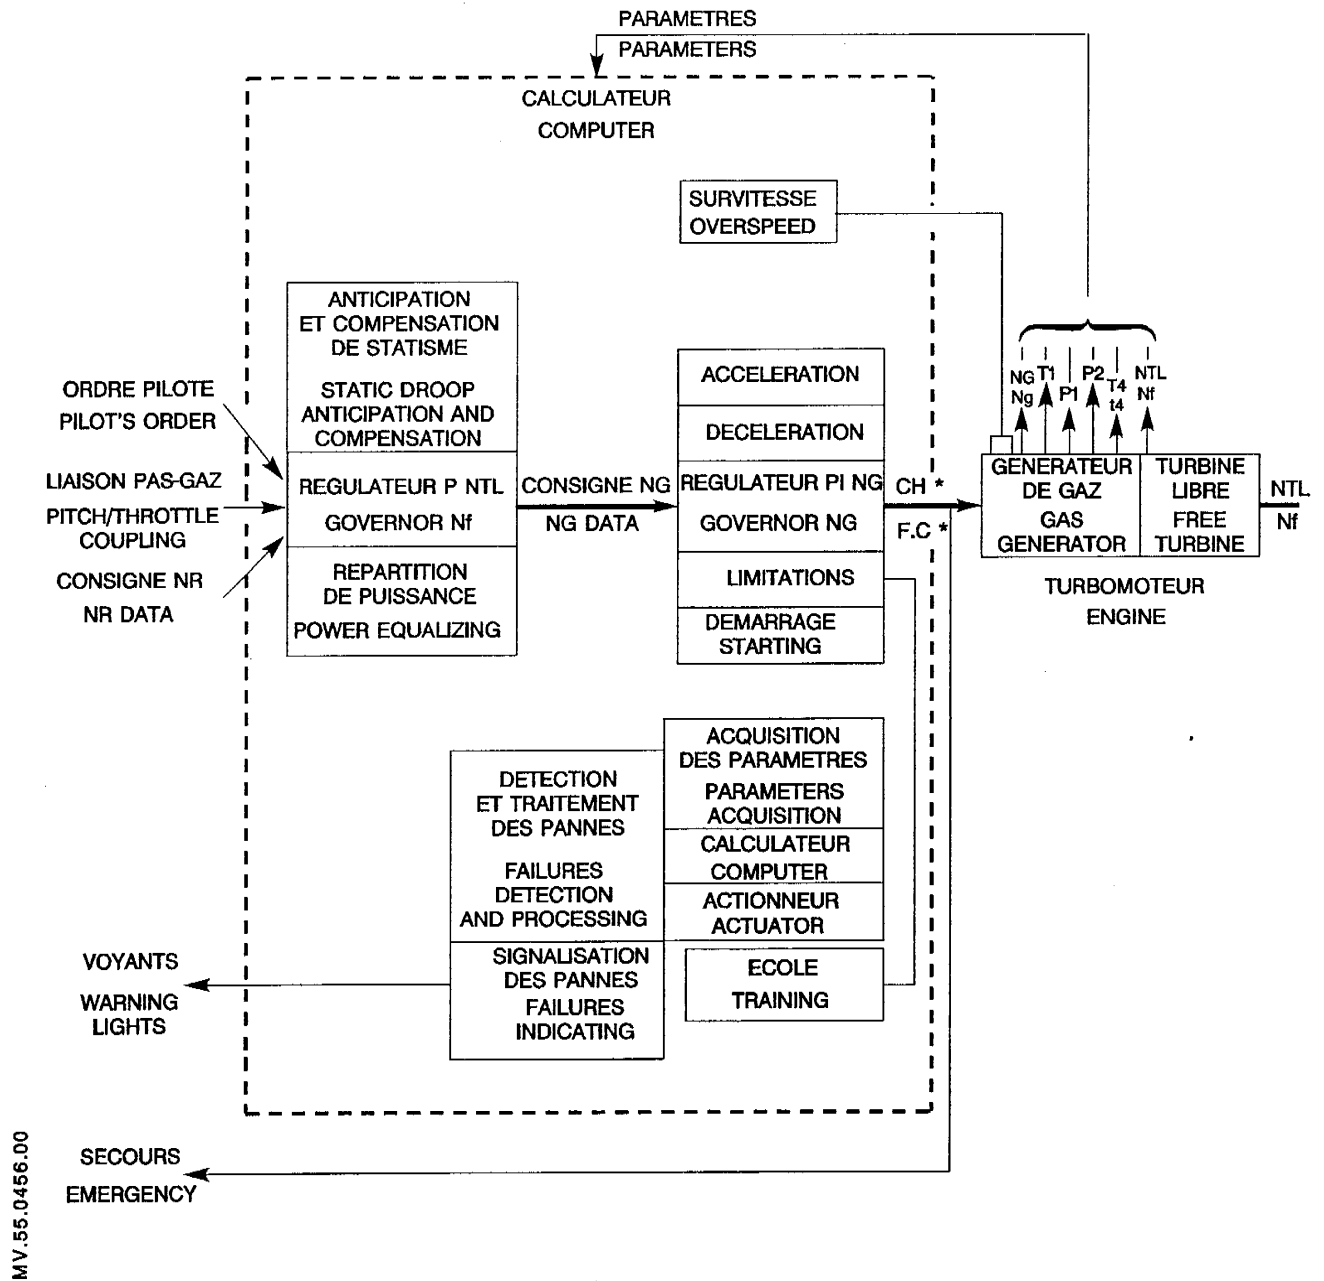 PARAMETRES
PARAMETERS
CALCULATEUR
COMPUTER
SURVITESSE
OVERSPEED
ANTICIPATION
ET COMPENSATION
DE STATISME
STATIC DROOP
ANTICIPATION AND
COMPENSATION
ORDRE PILOTE
PILOT'S ORDER
LIAISON PAS-GAZ
PITCH/THROTTLE
COUPLING
CONSIGNE NR
NR DATA
REGULATEUR P NTL
GOVERNOR Nf
REPARTITION
DE PUISSANCE
POWER EQUALIZING
CONSIGNE NG
NG DATA
ACCELERATION
DECELERATION
REGULATEUR PI NG
GOVERNOR NG
LIMITATIONS
DEMARRAGE
STARTING
CH *
F.C *
NG
Ng
T1
P1
P2
T4
t4
NTL
Nf
GENERATEUR
DE GAZ
GAS
GENERATOR
TURBINE
LIBRE
FREE
TURBINE
NTL
Nf
TURBOMOTEUR
ENGINE
ACQUISITION
DES PARAMETRES
PARAMETERS
ACQUISITION
CALCULATEUR
COMPUTER
ACTIONNEUR
ACTUATOR
DETECTION
ET TRAITEMENT
DES PANNES
FAILURES
DETECTION
AND PROCESSING
SIGNALISATION
DES PANNES
FAILURES
INDICATING
ECOLE
TRAINING
VOYANTS
WARNING
LIGHTS
SECOURS
EMERGENCY
MV.55.0456.00